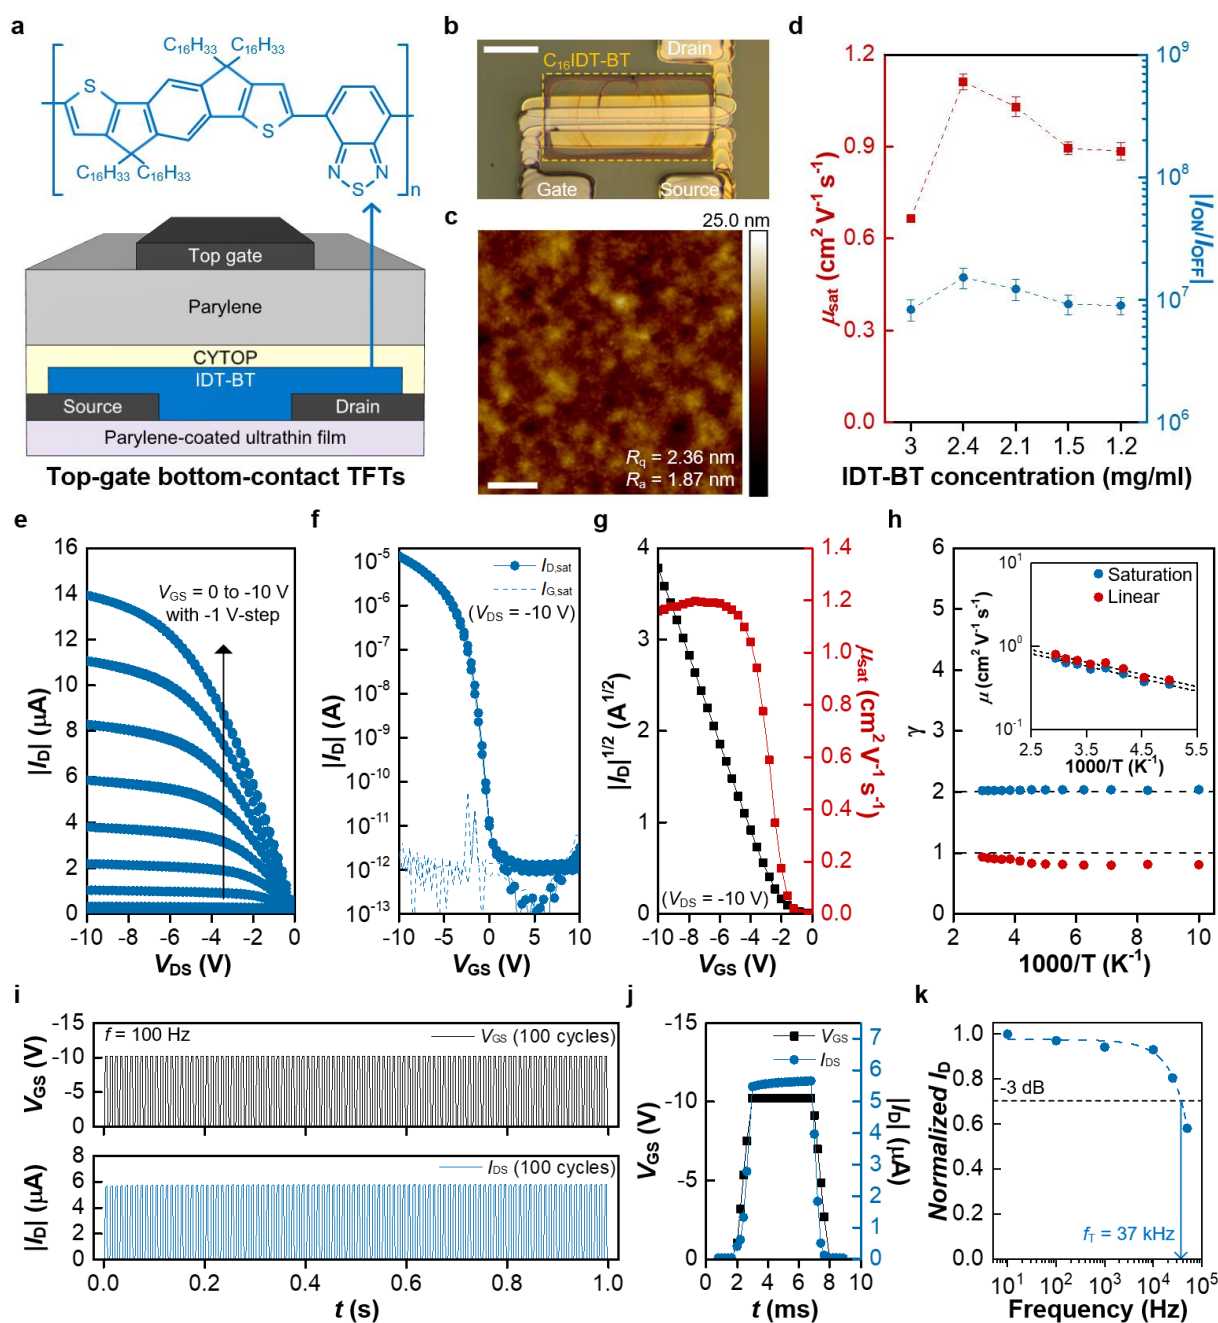 a
C₁₆H₃₃ C₁₆H₃₃
S
S
C₁₆H₃₃ C₁₆H₃₃
N N
S
n
Top gate
Parylene
CYTOP
IDT-BT
Source Drain
Parylene-coated ultrathin film
Top-gate bottom-contact TFTs
b
Drain
C₁₆IDT-BT
Gate Source
c
25.0 nm
Rq = 2.36 nm
Ra = 1.87 nm
0
d
1.2
0.9
0.6
0.3
0.0
μsat (cm² V⁻¹ s⁻¹)
10⁹
10⁸
10⁷
10⁶
|ION/IOFF|
3 2.4 2.1 1.5 1.2
IDT-BT concentration (mg/ml)
e
16
14
12
10
8
6
4
2
0
|ID| (μA)
VGS = 0 to -10 V
with -1 V-step
-10 -8 -6 -4 -2 0
VDS (V)
f
10⁻⁵
10⁻⁶
10⁻⁷
10⁻⁸
10⁻⁹
10⁻¹⁰
10⁻¹¹
10⁻¹²
10⁻¹³
|ID| (A)
ID,sat
IG,sat
(VDS = -10 V)
-10 -5 0 5 10
VGS (V)
g
4
3
2
1
0
|ID|¹/² (A¹/²)
1.4
1.2
1.0
0.8
0.6
0.4
0.2
0.0
μsat (cm² V⁻¹ s⁻¹)
(VDS = -10 V)
-10 -8 -6 -4 -2 0
VGS (V)
h
6
5
4
3
2
1
0
γ
10¹
10⁰
10⁻¹
μ (cm² V⁻¹ s⁻¹)
Saturation
Linear
2.5 3.5 4.5 5.5
1000/T (K⁻¹)
2 4 6 8 10
1000/T (K⁻¹)
i
-15
-10
-5
0
VGS (V)
f = 100 Hz
VGS (100 cycles)
8
6
4
2
0
|ID| (μA)
IDS (100 cycles)
0.0 0.2 0.4 0.6 0.8 1.0
t (s)
j
-15
-10
-5
0
VGS (V)
VGS
IDS
7
6
5
4
3
2
1
0
|ID| (μA)
0 2 4 6 8 10
t (ms)
k
1.0
0.8
0.6
0.4
0.2
0.0
Normalized ID
-3 dB
fT = 37 kHz
10¹ 10² 10³ 10⁴ 10⁵
Frequency (Hz)